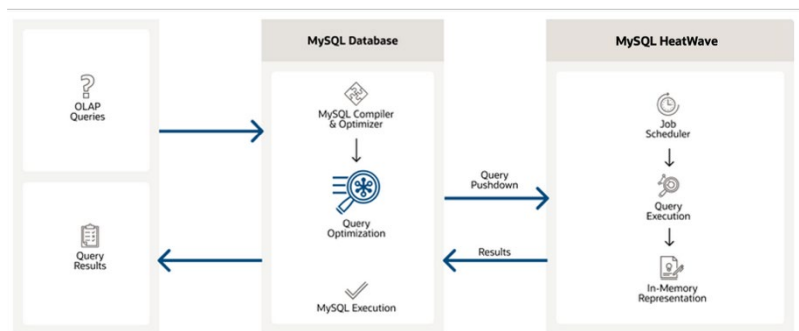 OLAP
Queries
Query
Results
MySQL Database
MySQL Compiler
& Optimizer
Query
Optimization
MySQL Execution
Query
Pushdown
Results
MySQL HeatWave
Job
Scheduler
Query
Execution
In-Memory
Representation